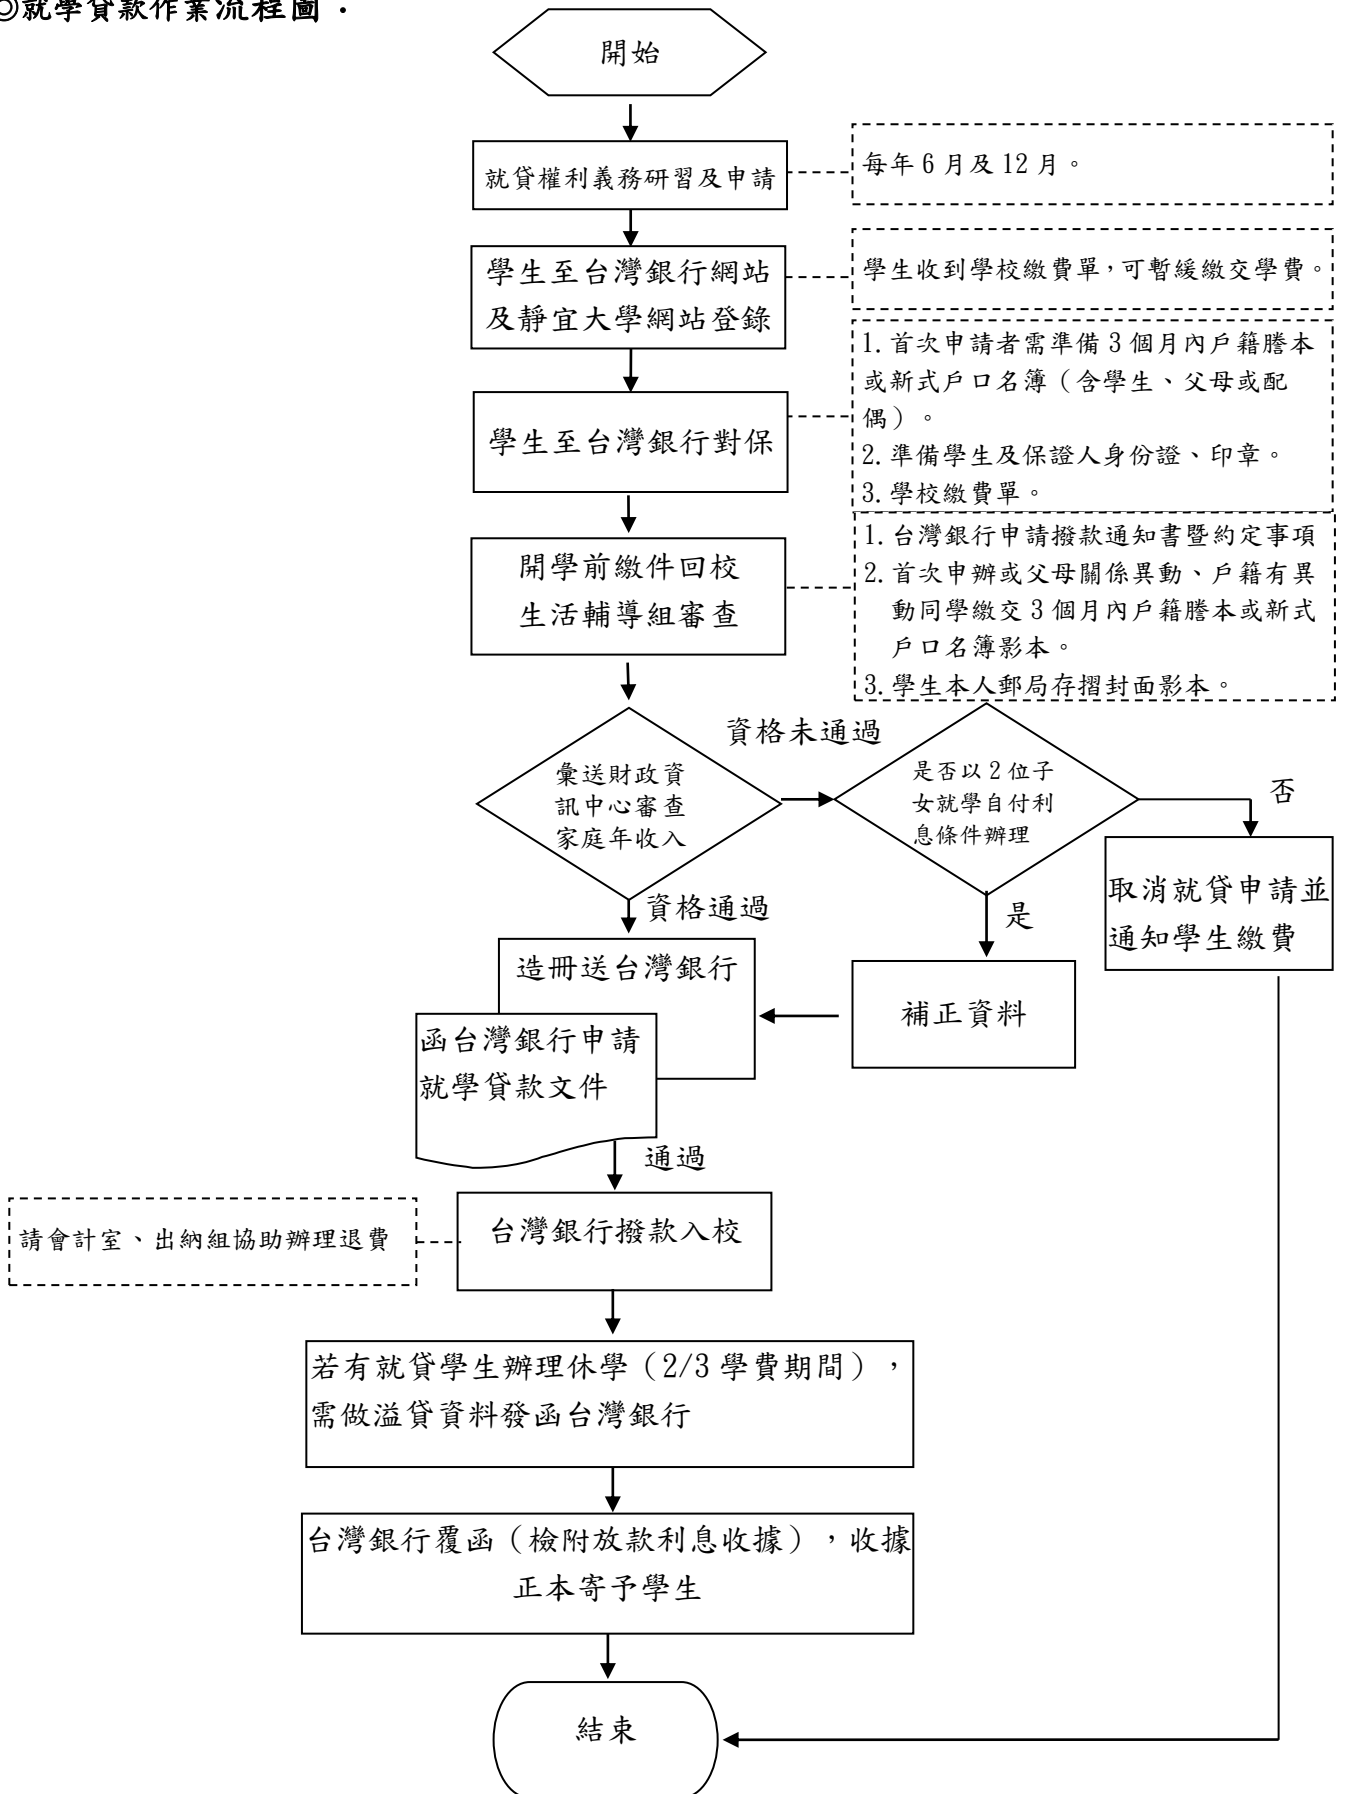 ◎就學貸款作業流程圖：
開始
就貸權利義務研習及申請
每年6月及12月。
學生至台灣銀行網站
及靜宜大學網站登錄
學生收到學校繳費單，可暫緩繳交學費。
學生至台灣銀行對保
1.首次申請者需準備3個月內戶籍謄本
或新式戶口名簿（含學生、父母或配
偶）。
2.準備學生及保證人身份證、印章。
3.學校繳費單。
開學前繳件回校
生活輔導組審查
1.台灣銀行申請撥款通知書暨約定事項
2.首次申辦或父母關係異動、戶籍有異
動同學繳交3個月內戶籍謄本或新式
戶口名簿影本。
3.學生本人郵局存摺封面影本。
彙送財政資
訊中心審查
家庭年收入
資格未通過
是否以2位子
女就學自付利
息條件辦理
否
取消就貸申請並
通知學生繳費
資格通過
是
造冊送台灣銀行
補正資料
函台灣銀行申請
就學貸款文件
通過
台灣銀行撥款入校
請會計室、出納組協助辦理退費
若有就貸學生辦理休學（2/3學費期間），
需做溢貸資料發函台灣銀行
台灣銀行覆函（檢附放款利息收據），收據
正本寄予學生
結束